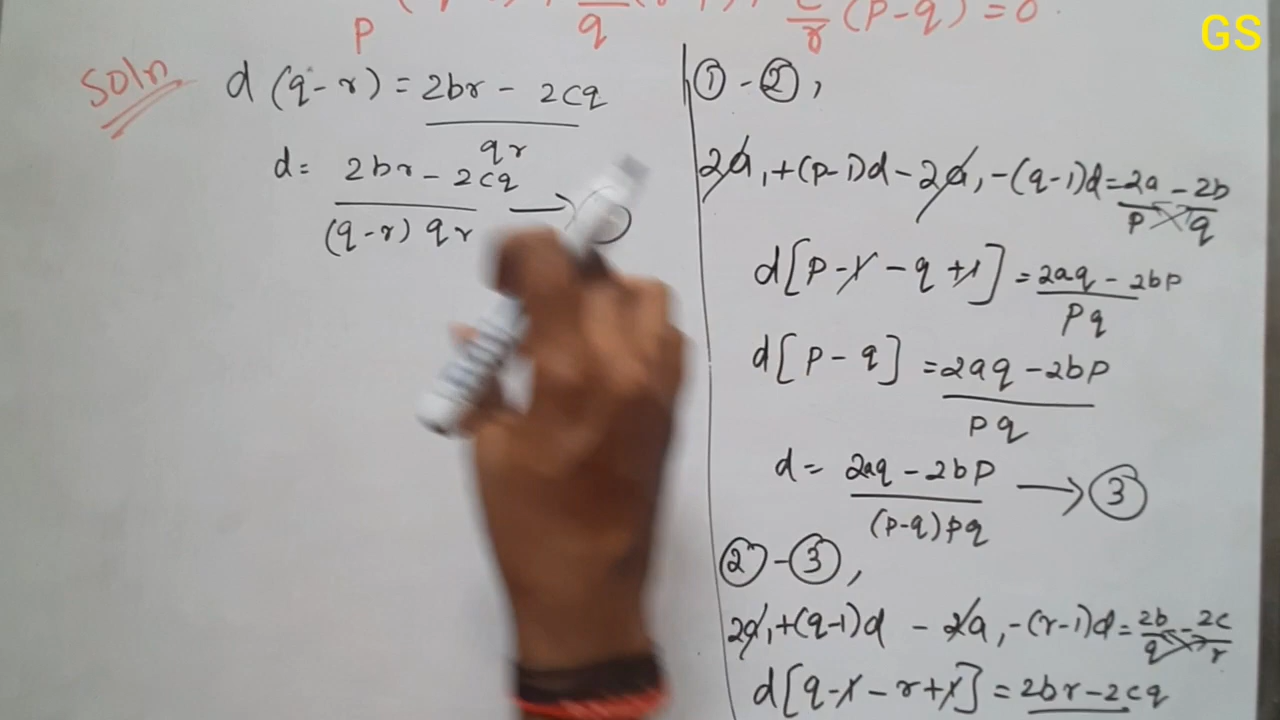 GS
p q c/r (p-q) = 0
Soln d (q-r) = (2br - 2cq)/qr
d = (2br - 2cq)/((q-r) qr) →
① - ②,
2a₁ + (p-1)d - 2a₁ - (q-1)d = 2a/p - 2b/q
d[p-1-q+1] = (2aq - 2bp)/pq
d[p-q] = (2aq - 2bp)/pq
d = (2aq - 2bp)/((p-q)pq) → ③
② - ③,
2a₁ + (q-1)d - 2a₁ - (r-1)d = 2b/q - 2c/r
d[q-1-r+1] = 2br - 2cq